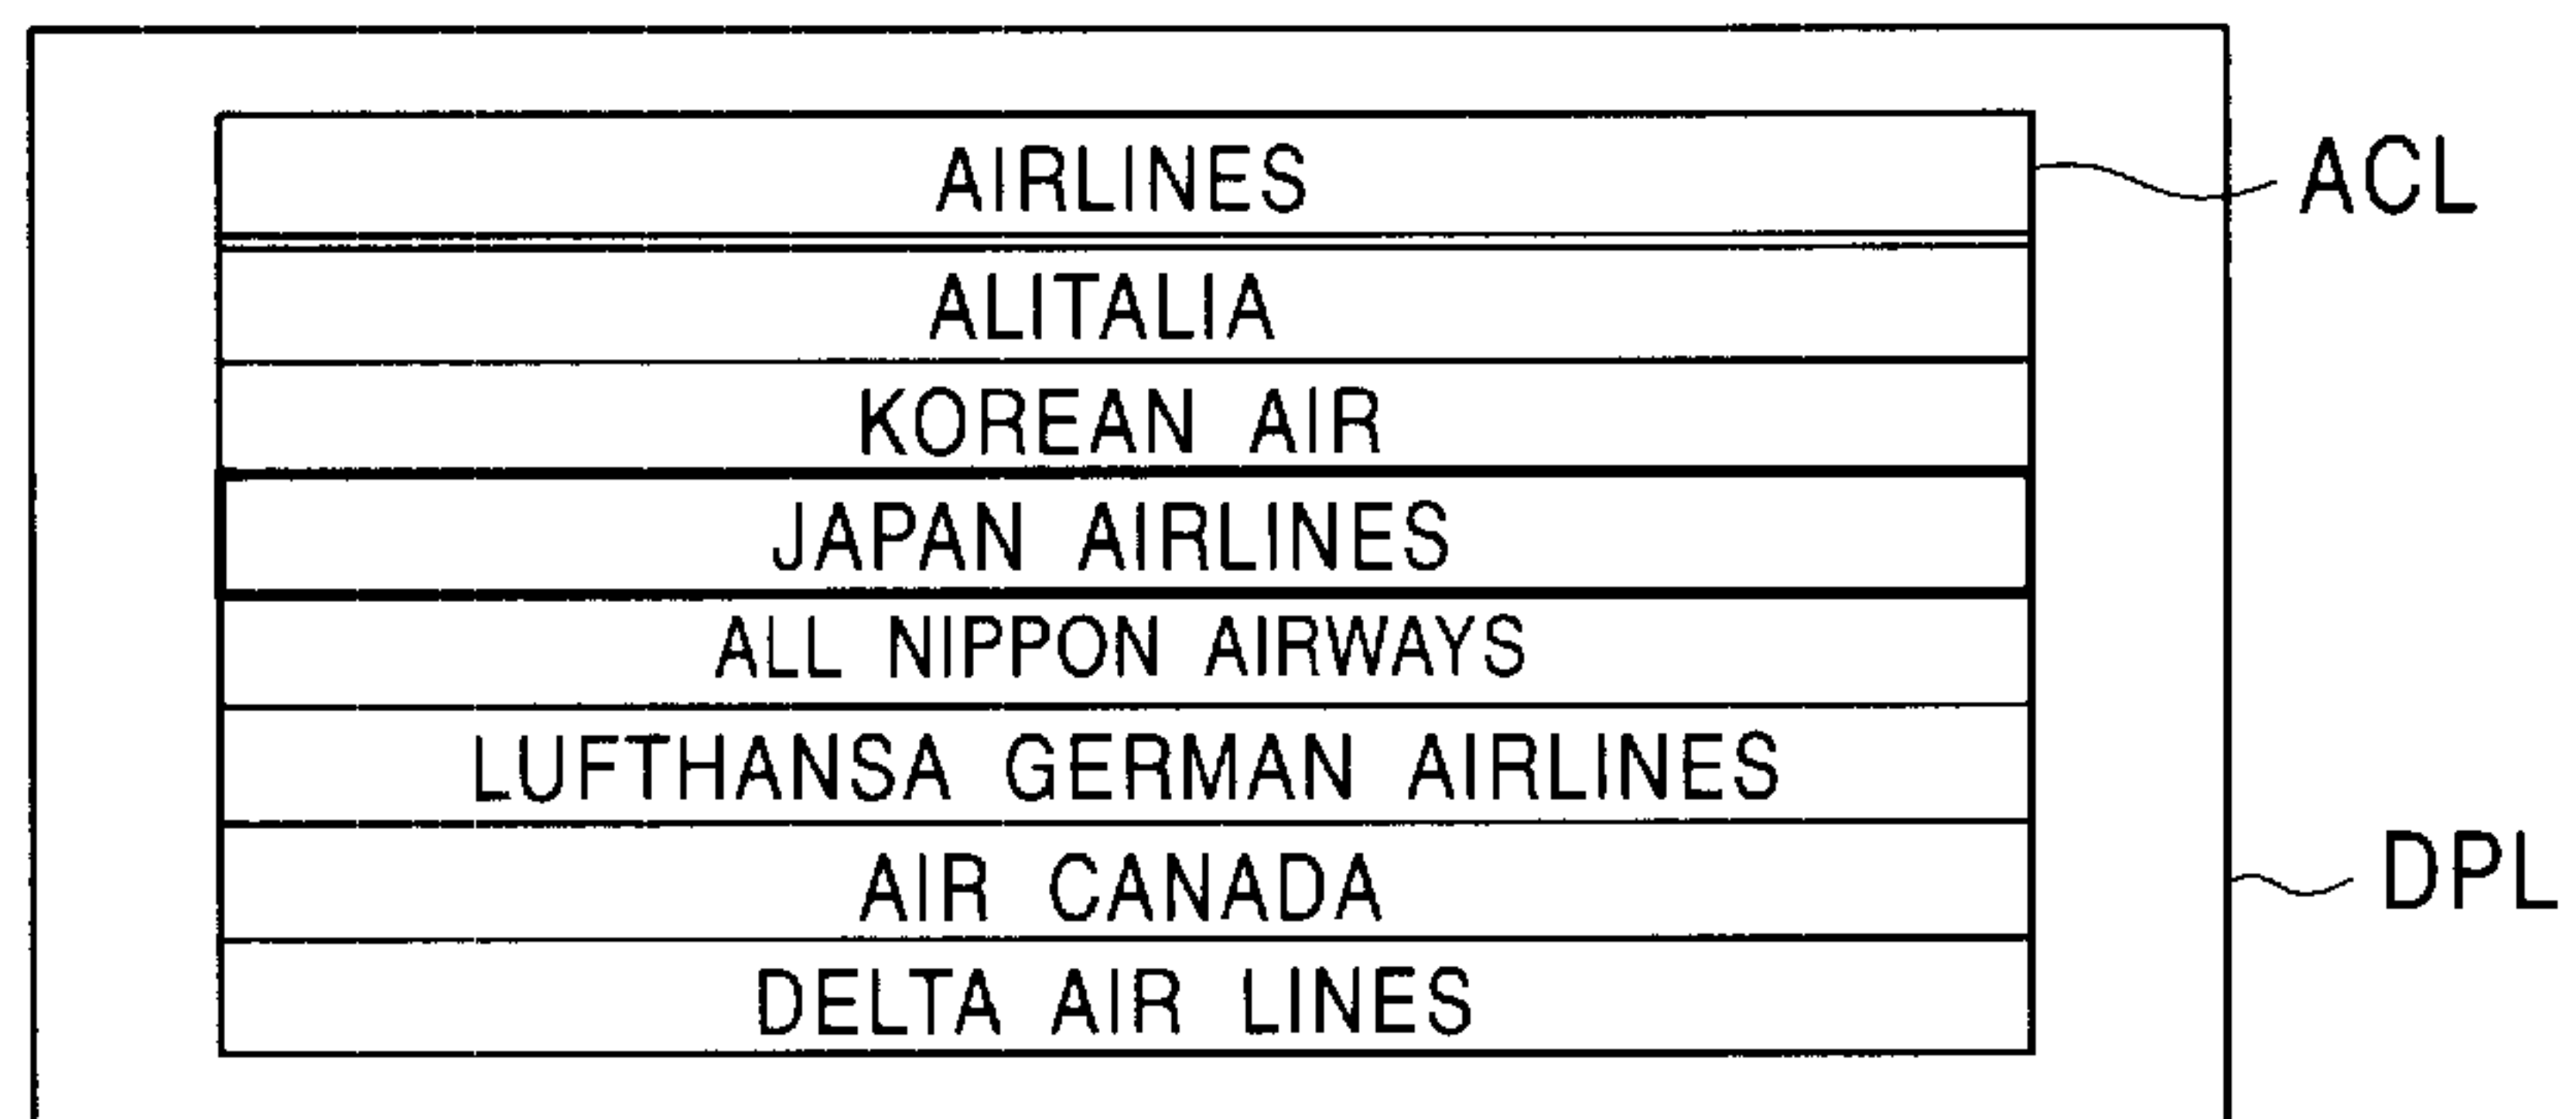 AIRLINES
ACL
ALITALIA
KOREAN AIR
JAPAN AIRLINES
ALL NIPPON AIRWAYS
LUFTHANSA GERMAN AIRLINES
AIR CANADA
DPL
DELTA AIR LINES